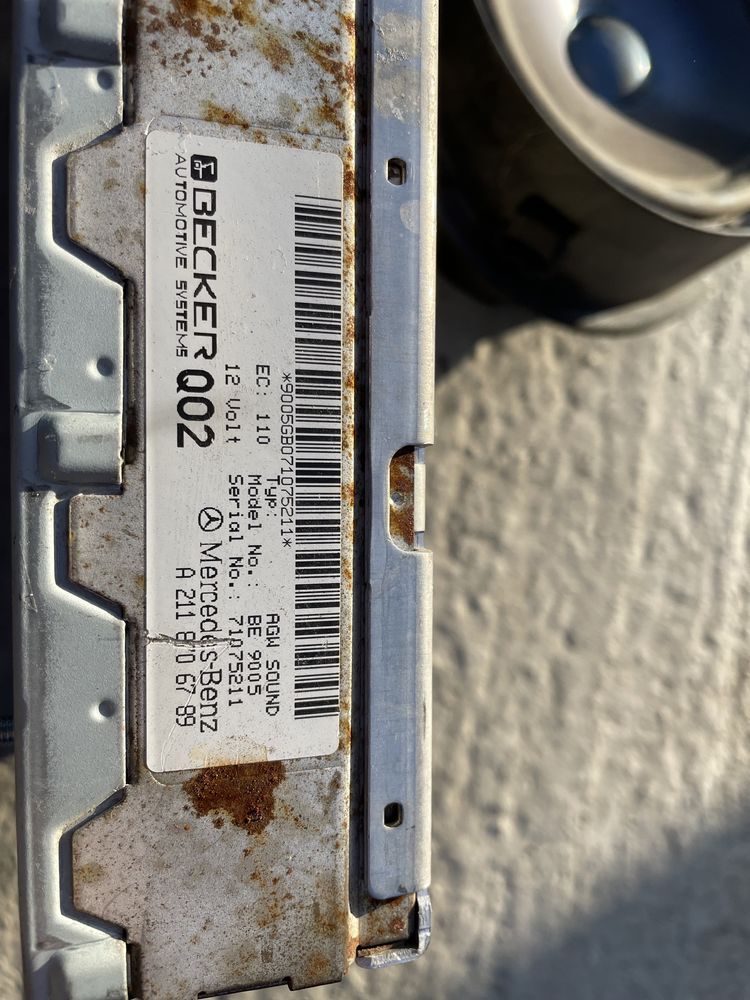 *9005GB071075211*
Typ: AGW SOUND
EC: 110 Model No.: BE 9005
12 Volt Serial No.: 71075211
BECKER Q02 Mercedes-Benz
AUTOMOTIVE SYSTEMS A 211 870 67 89